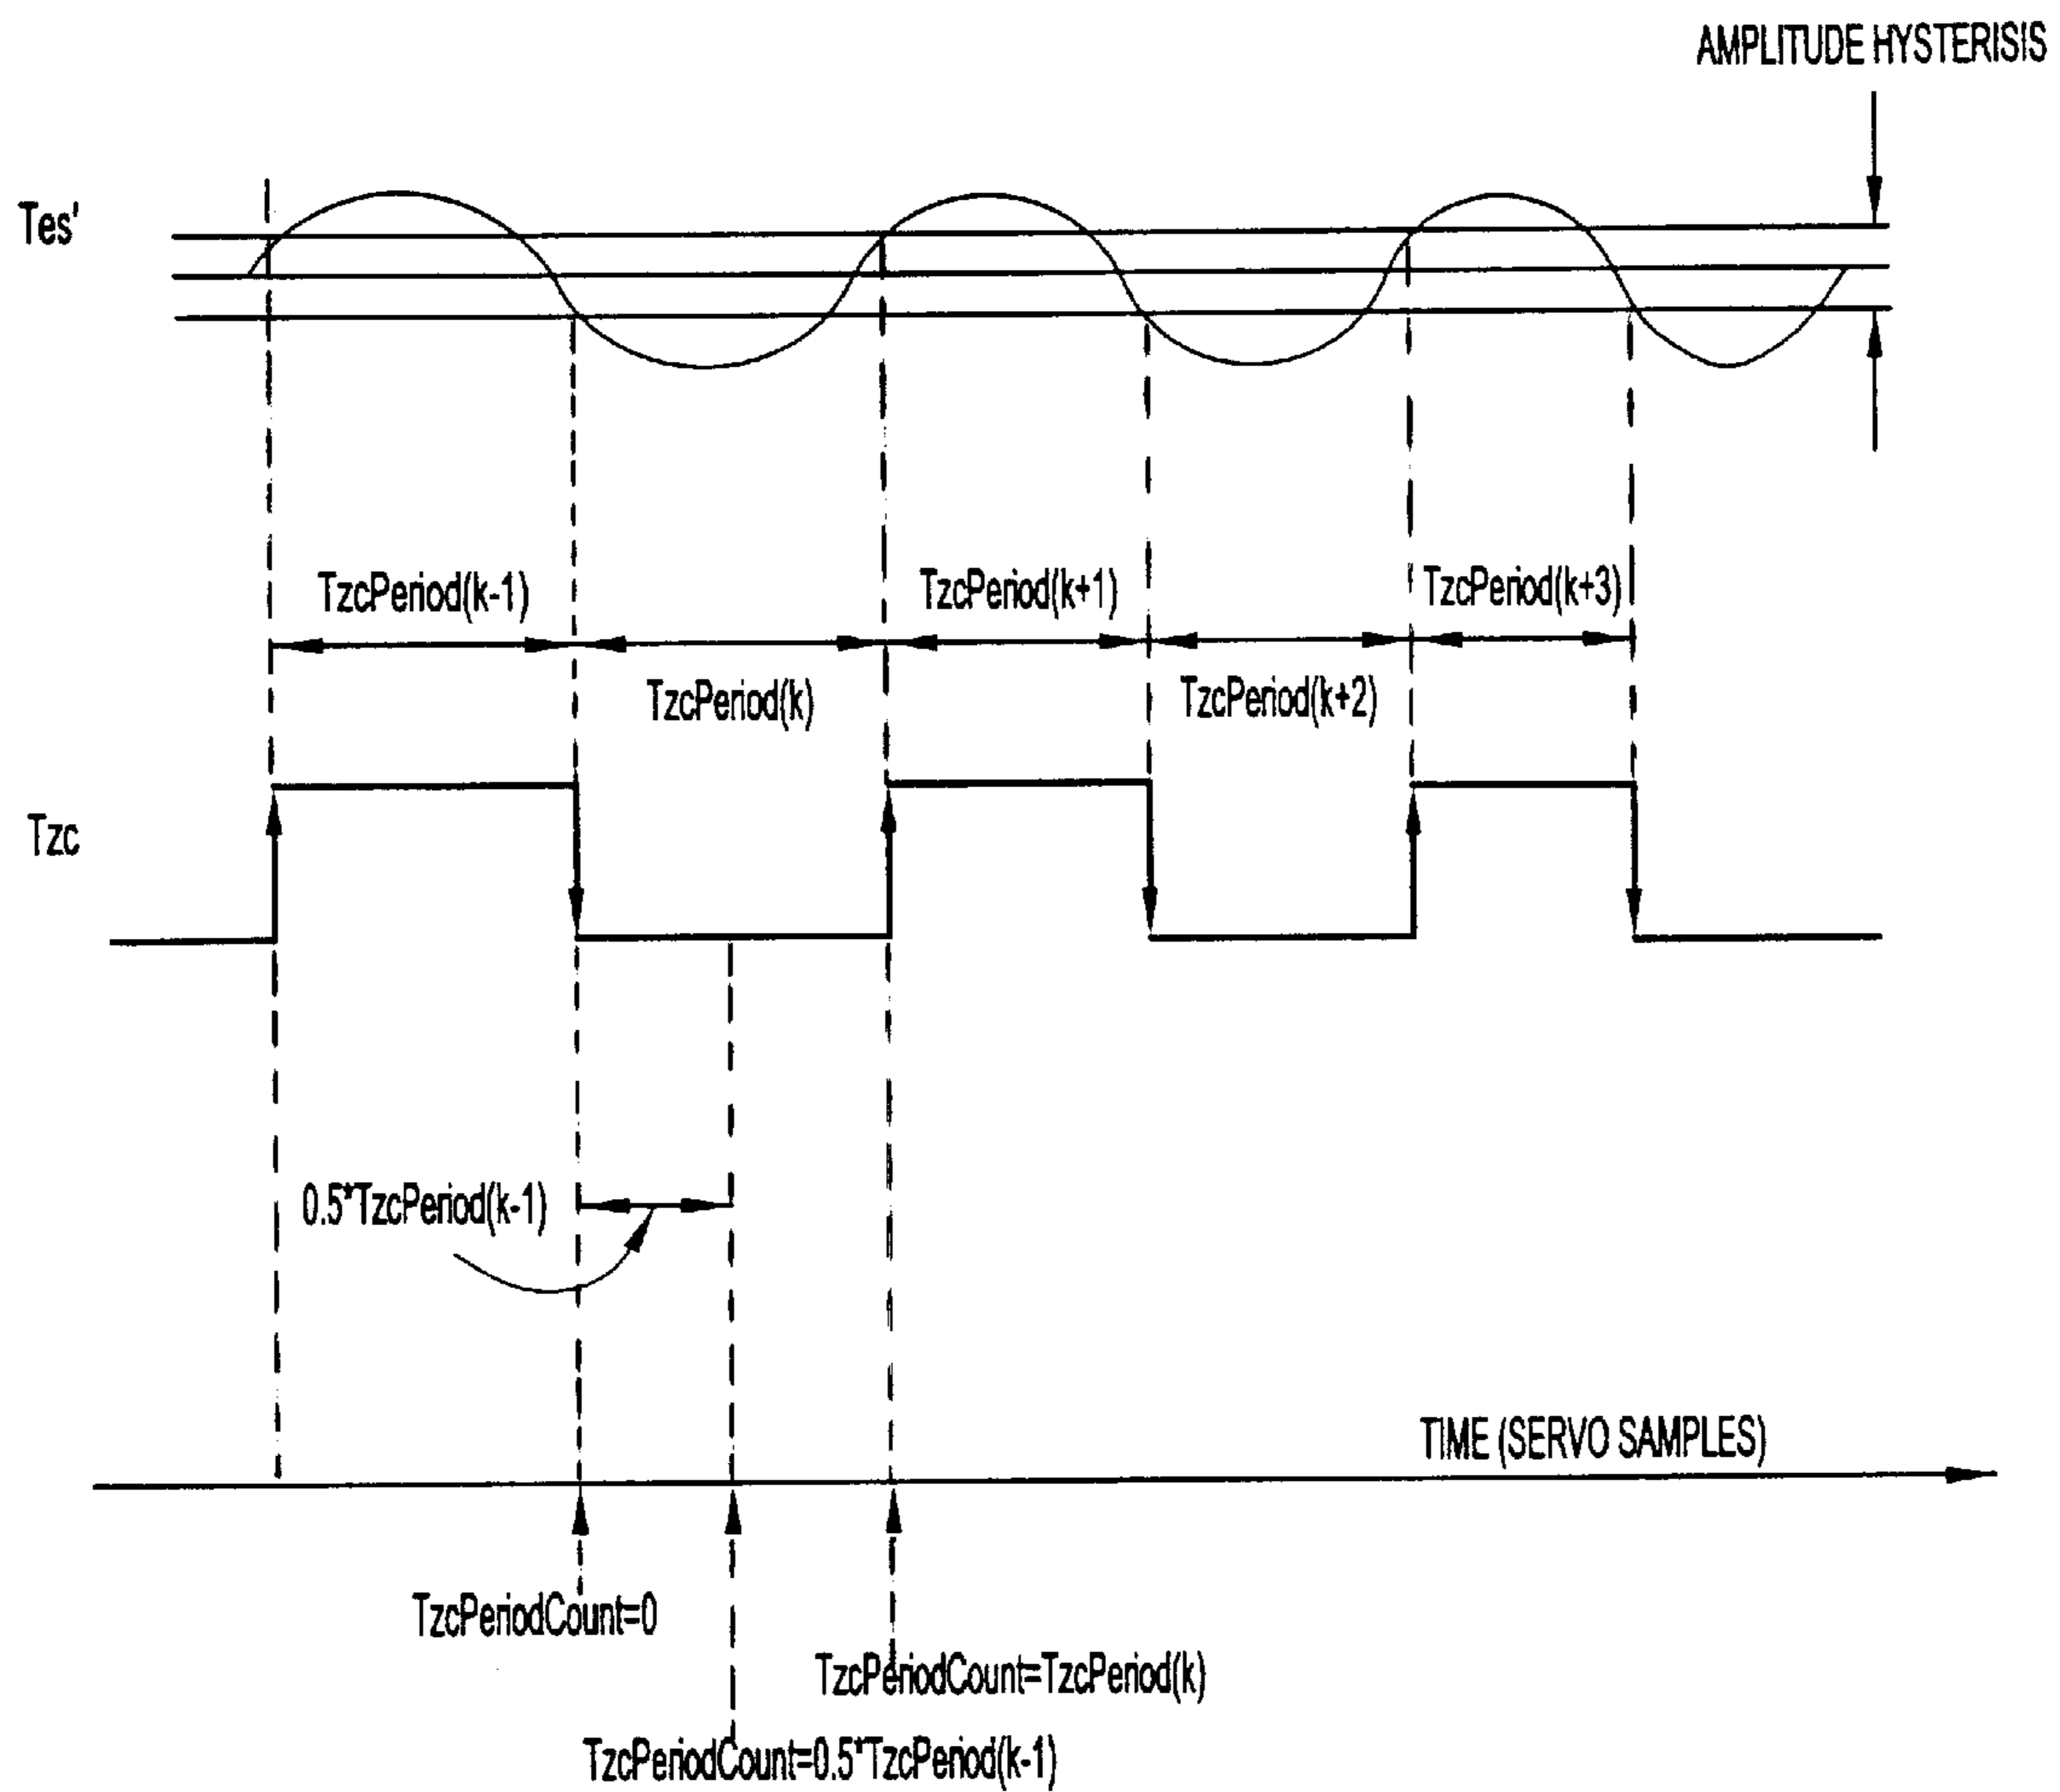 AMPLITUDE HYSTERISIS
Tes'
TzcPeriod(k-1)
TzcPeriod(k+1)
TzcPeriod(k+3)
TzcPeriod(k)
TzcPeriod(k+2)
Tzc
0.5*TzcPeriod(k-1)
TIME (SERVO SAMPLES)
TzcPeriodCount=0
TzcPeriodCount=TzcPeriod(k)
TzcPeriodCount=0.5*TzcPeriod(k-1)